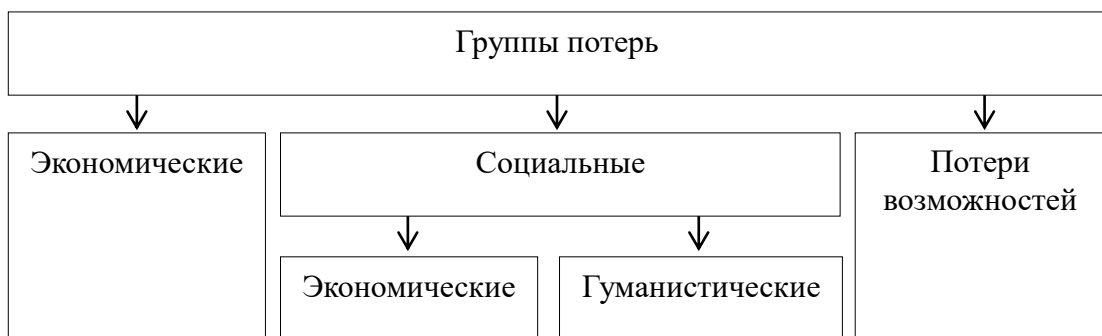 Группы потерь
Экономические
Социальные
Потери
возможностей
Экономические
Гуманистические